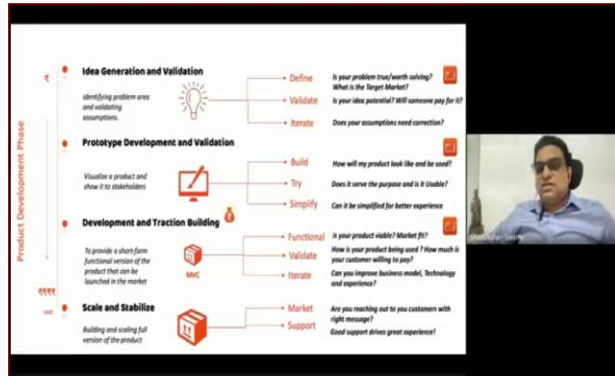 Product Development Phase
₹
Idea Generation and Validation
Identifying problem area
and validating
assumptions.
Define
Is your problem true/worth solving?
What is the Target Market?
Validate
Is your idea potential? Will someone pay for it?
Iterate
Does your assumptions need correction?
Prototype Development and Validation
Visualize a product and
show it to stakeholders
Build
How will my product look like and be used?
Try
Does it serve the purpose and is it Usable?
Simplify
Can it be simplified for better experience
Development and Traction Building
To provide a short-form
functional version of the
product that can be
launched in the market
MVC
Functional
Is your product viable? Market fit?
Validate
How is your product being used ? How much is
your customer willing to pay?
Iterate
Can you improve business model, Technology
and experience?
₹₹₹₹
cost
Scale and Stabilize
Building and scaling full
version of the product
Market
Are you reaching out to you customers with
right message?
Support
Good support drives great experience!
Swamy